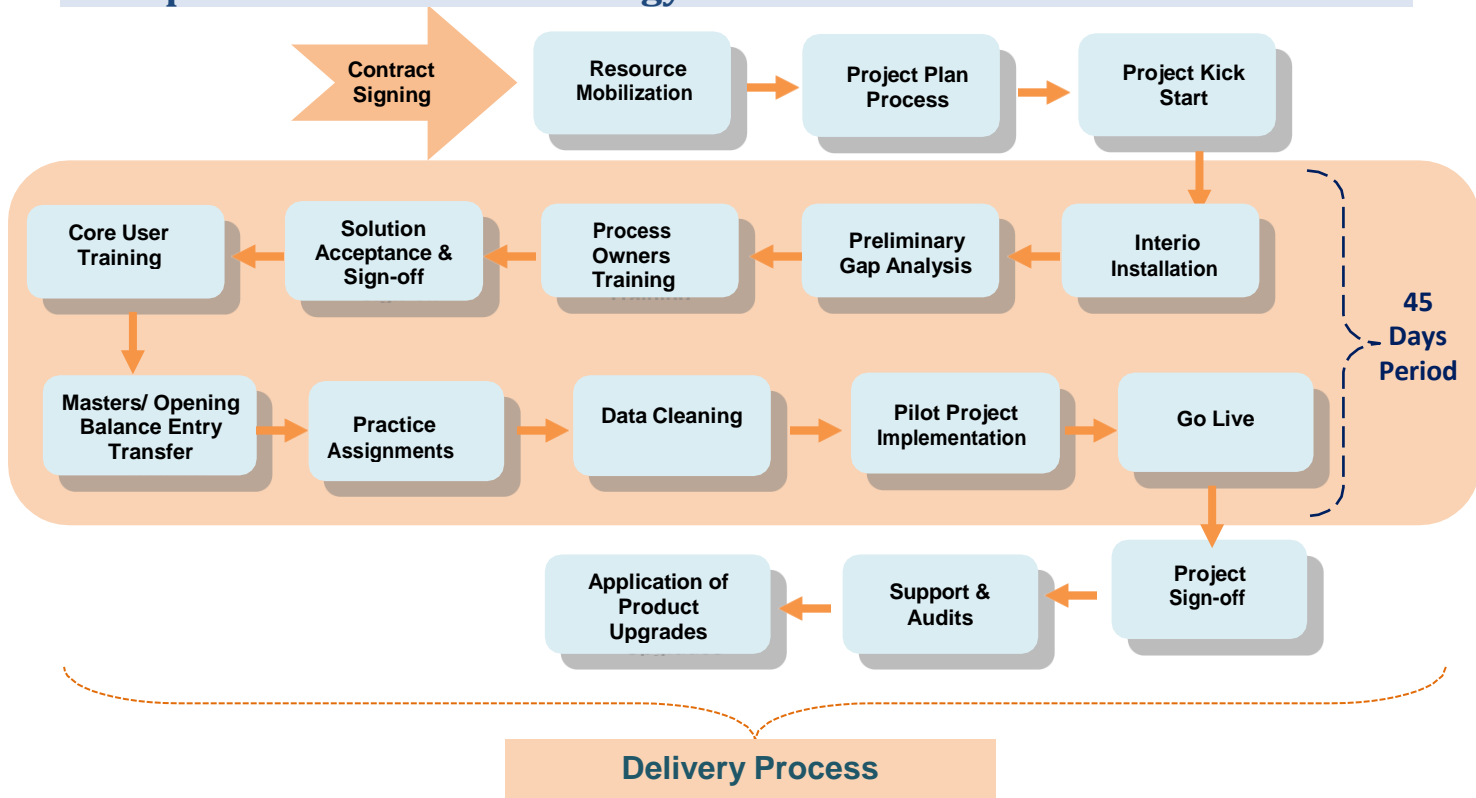 Contract
Signing
Resource
Mobilization
Project Plan
Process
Project Kick
Start
Interio
Installation
Preliminary
Gap Analysis
Process
Owners
Training
Solution
Acceptance &
Sign-off
Core User
Training
45
Days
Period
Masters/ Opening
Balance Entry
Transfer
Practice
Assignments
Data Cleaning
Pilot Project
Implementation
Go Live
Project
Sign-off
Support &
Audits
Application of
Product
Upgrades
Delivery Process